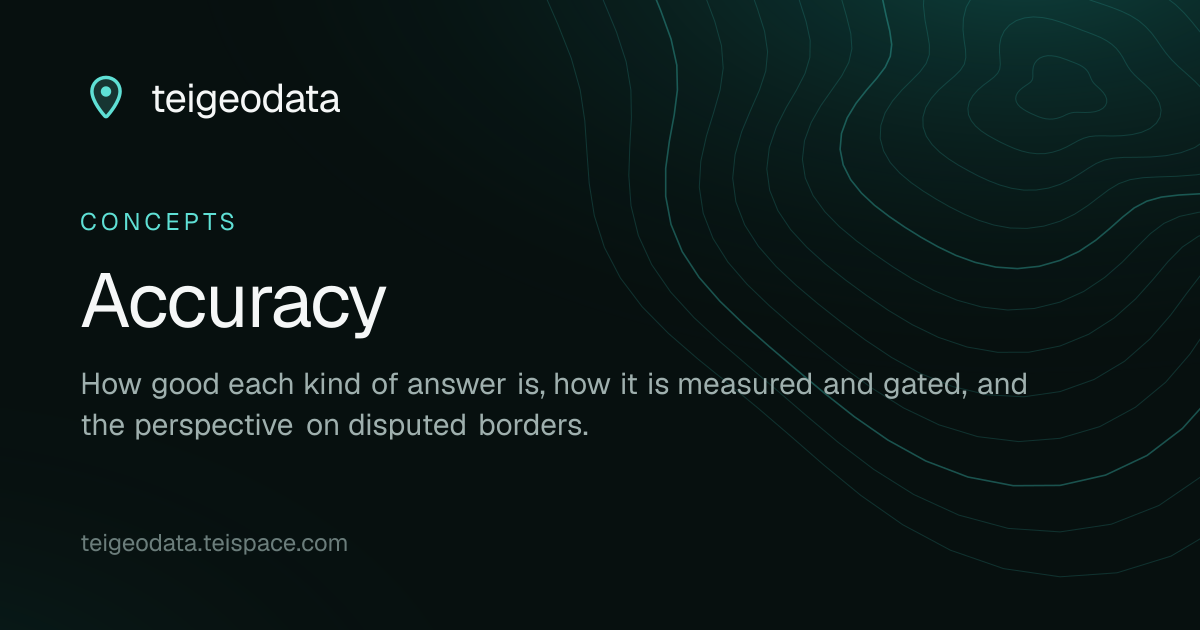 teigeodata
CONCEPTS
Accuracy
How good each kind of answer is, how it is measured and gated, and
the perspective on disputed borders.
teigeodata.teispace.com